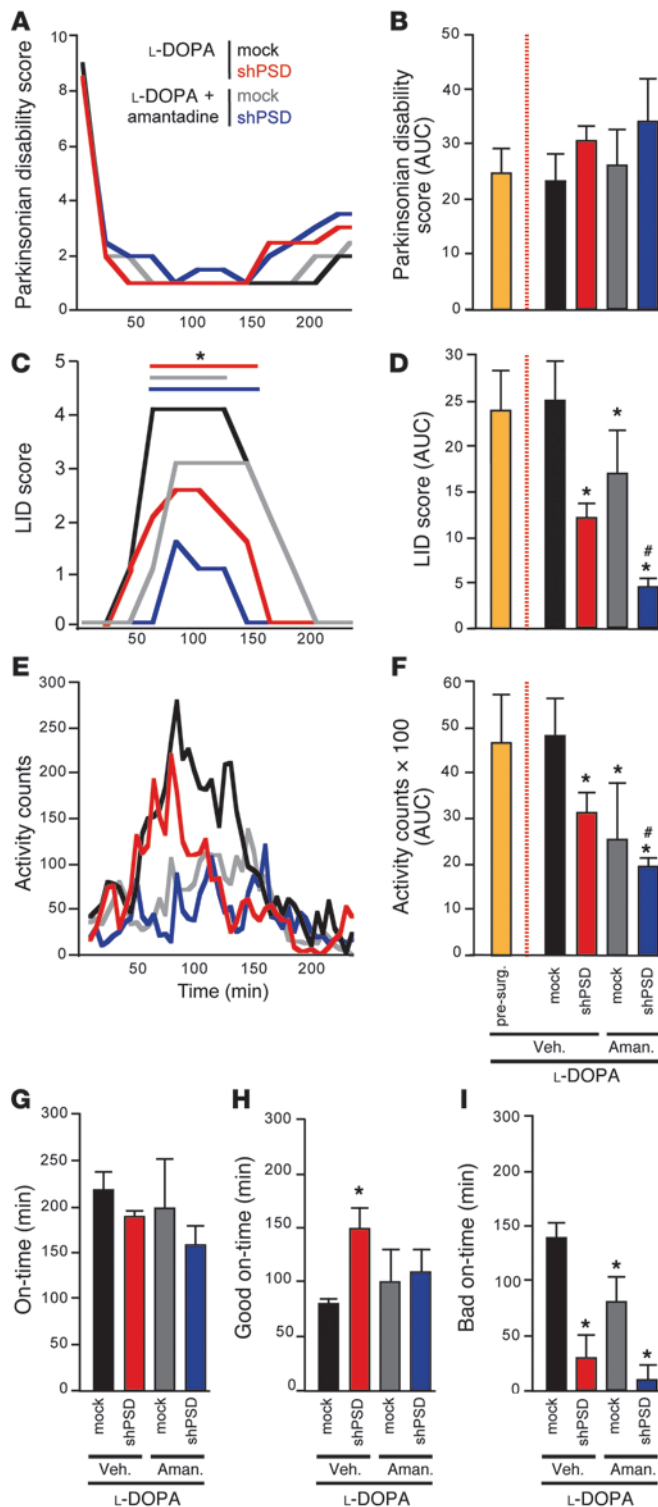 A
Parkinsonian disability score
10
8
6
4
2
0
50
100
150
200
L-DOPA
mock
shPSD
L-DOPA +
amantadine
mock
shPSD
B
Parkinsonian disability
score (AUC)
50
40
30
20
10
0
C
LID score
5
4
3
2
1
0
50
100
150
200
*
D
LID score (AUC)
30
25
20
15
10
5
0
*
*
#
*
E
Activity counts
300
250
200
150
100
50
0
50
100
150
200
Time (min)
F
Activity counts × 100
(AUC)
60
50
40
30
20
10
0
*
*
#
*
pre-surg.
mock
shPSD
mock
shPSD
Veh.
Aman.
L-DOPA
G
On-time (min)
300
250
200
150
100
50
0
mock
shPSD
mock
shPSD
Veh.
Aman.
L-DOPA
H
Good on-time (min)
300
200
150
100
50
0
*
mock
shPSD
mock
shPSD
Veh.
Aman.
L-DOPA
I
Bad on-time (min)
300
200
150
100
50
0
*
*
*
mock
shPSD
mock
shPSD
Veh.
Aman.
L-DOPA